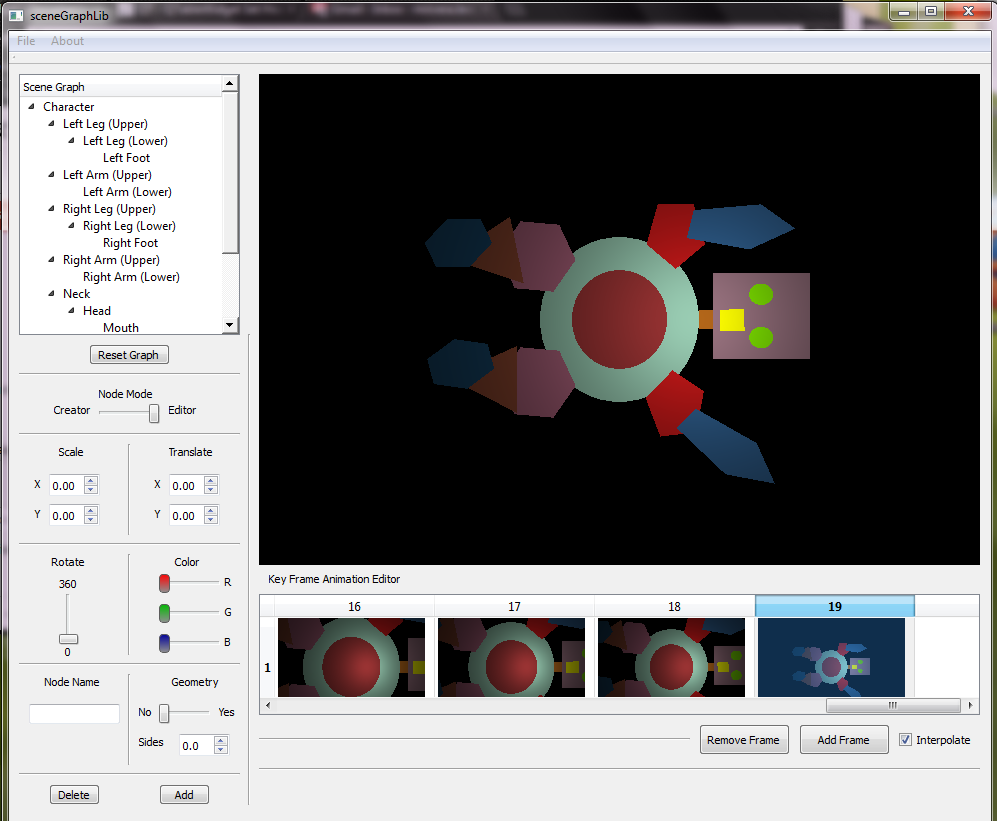 sceneGraphLib
File About
Scene Graph
Character
Left Leg (Upper)
Left Leg (Lower)
Left Foot
Left Arm (Upper)
Left Arm (Lower)
Right Leg (Upper)
Right Leg (Lower)
Right Foot
Right Arm (Upper)
Right Arm (Lower)
Neck
Head
Mouth
Reset Graph
Node Mode
Creator Editor
Scale Translate
X 0.00 X 0.00
Y 0.00 Y 0.00
Rotate Color
360
R
G
B
0
Node Name Geometry
No Yes
Sides 0.0
Delete Add
Key Frame Animation Editor
16 17 18 19
1
Remove Frame Add Frame Interpolate